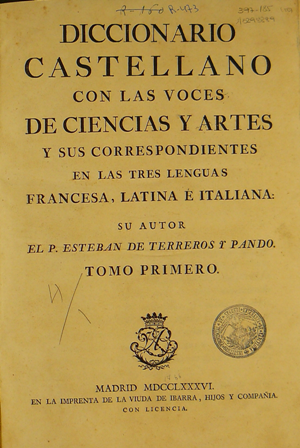 DICCIONARIO
CASTELLANO
CON LAS VOCES
DE CIENCIAS Y ARTES
Y SUS CORRESPONDIENTES
EN LAS TRES LENGUAS
FRANCESA, LATINA É ITALIANA:
SU AUTOR
EL P. ESTEBAN DE TERREROS Y PANDO.
TOMO PRIMERO.
MADRID MDCCLXXXVI.
EN LA IMPRENTA DE LA VIUDA DE IBARRA, HIJOS Y COMPAÑIA.
CON LICENCIA.